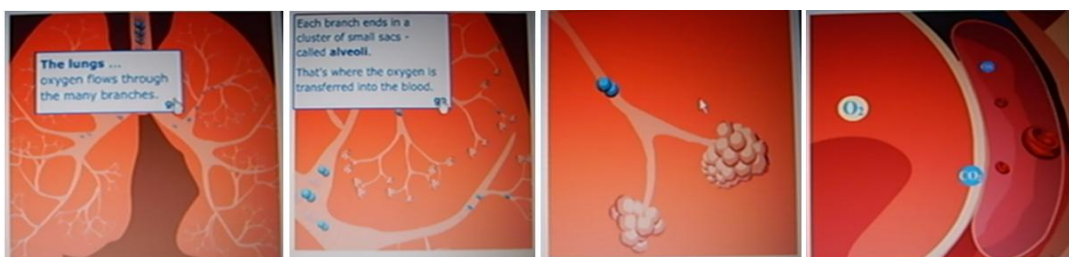 The lungs ...
oxygen flows through
the many branches.
Each branch ends in a
cluster of small sacs -
called alveoli.
That's where the oxygen is
transferred into the blood.
O₂
CO₂